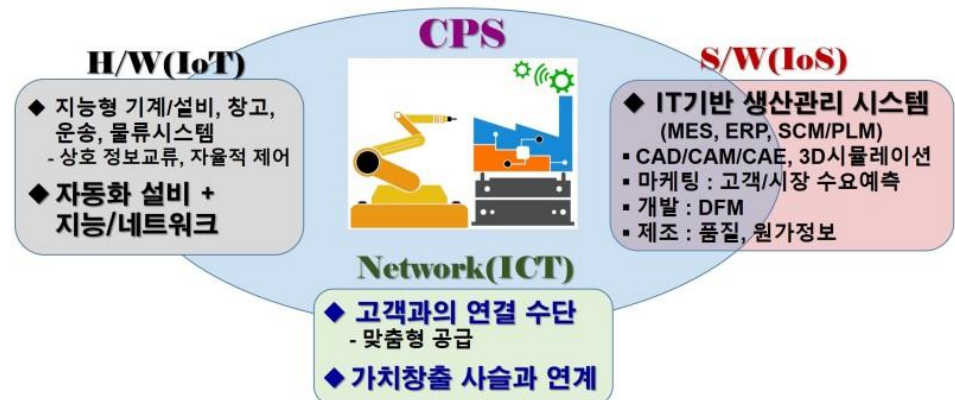 CPS
H/W(IoT)
◆ 지능형 기계/설비, 창고,
운송, 물류시스템
- 상호 정보교류, 자율적 제어
◆ 자동화 설비 +
지능/네트워크
S/W(IoS)
◆ IT기반 생산관리 시스템
(MES, ERP, SCM/PLM)
▪ CAD/CAM/CAE, 3D시뮬레이션
▪ 마케팅 : 고객/시장 수요예측
▪ 개발 : DFM
▪ 제조 : 품질, 원가정보
Network(ICT)
◆ 고객과의 연결 수단
- 맞춤형 공급
◆ 가치창출 사슬과 연계